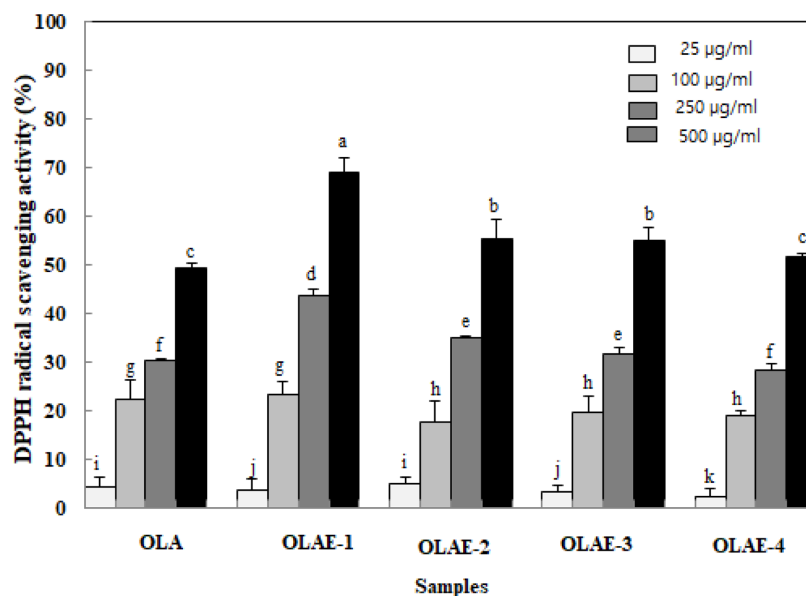 DPPH radical scavenging activity (%)
100
90
80
70
60
50
40
30
20
10
0
25 µg/ml
100 µg/ml
250 µg/ml
500 µg/ml
i
g
f
c
j
g
d
a
i
h
e
b
j
h
e
b
k
h
f
c
OLA
OLAE-1
OLAE-2
OLAE-3
OLAE-4
Samples